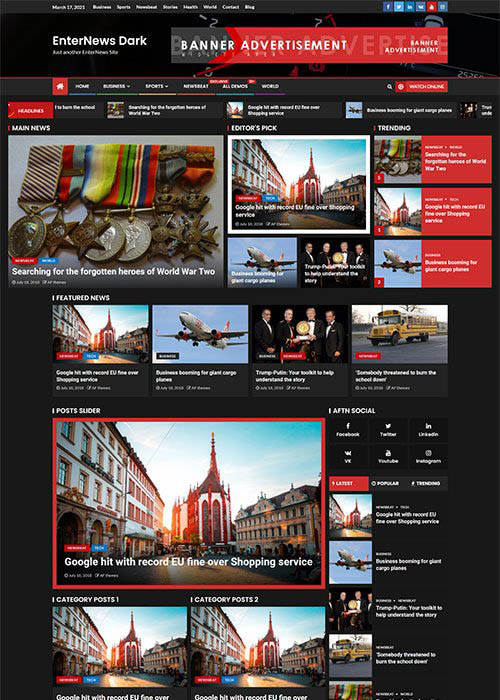 March 17, 2021
Business Sports Newsbeat Stories Health World Contact Blog
EnterNews Dark
Just another EnterNews Site
BANNER ADVERTISEMENT
BANNER
ADVERTISEMENT
HOME BUSINESS SPORTS NEWSBEAT ALL DEMOS WORLD
EXCLUSIVE
WATCH ONLINE
HEADLINES
to burn the school
Searching for the forgotten heroes of
World War Two
Google hit with record EU fine over
Shopping service
Business booming for giant cargo planes
Trump
MAIN NEWS
EDITOR'S PICK
TRENDING
NEWSBEAT WORLD
Searching for the forgotten heroes of World War Two
July 18, 2018 AF themes
NEWSBEAT TECH
Google hit with record EU fine over Shopping
service
July 18, 2018 AF themes
Business booming for
giant cargo planes
Trump-Putin: Your toolkit
to help understand the
story
NEWSBEAT WORLD
Searching for the
forgotten heroes of World
War Two
NEWSBEAT TECH
Google hit with record EU
fine over Shopping
service
1
BUSINESS
Business booming for
giant cargo planes
2
FEATURED NEWS
NEWSBEAT TECH
Google hit with record EU fine over
Shopping service
July 18, 2018 AF themes
BUSINESS
Business booming for giant cargo
planes
July 18, 2018 AF themes
BUSINESS NEWSBEAT
Trump-Putin: Your toolkit to help
understand the story
July 18, 2018 AF themes
NEWSBEAT
'Somebody threatened to burn the
school down'
July 18, 2018 AF themes
POSTS SLIDER
NEWSBEAT TECH
Google hit with record EU fine over Shopping service
July 18, 2018 AF themes
AFTN SOCIAL
Facebook Twitter Linkedin
VK Youtube Instagram
LATEST POPULAR TRENDING
NEWSBEAT TECH
Google hit with record EU
fine over Shopping service
BUSINESS
Business booming for giant
cargo planes
BUSINESS NEWSBEAT
Trump-Putin: Your toolkit to
help understand the story
NEWSBEAT
'Somebody threatened to
burn the school down'
NEWSBEAT WORLD
Searching for the forgotten
heroes of World War Two
CATEGORY POSTS 1
CATEGORY POSTS 2
NEWSBEAT TECH
Google hit with record EU fine over
NEWSBEAT TECH
Google hit with record EU fine over